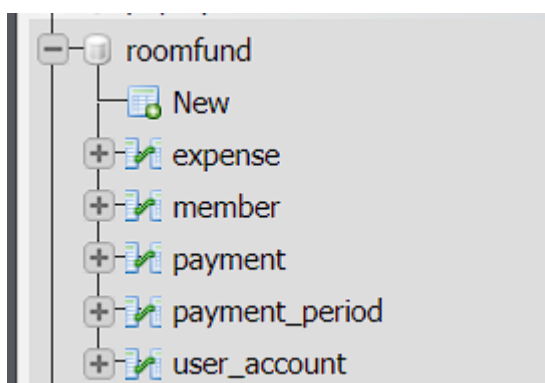 roomfund
New
expense
member
payment
payment_period
user_account